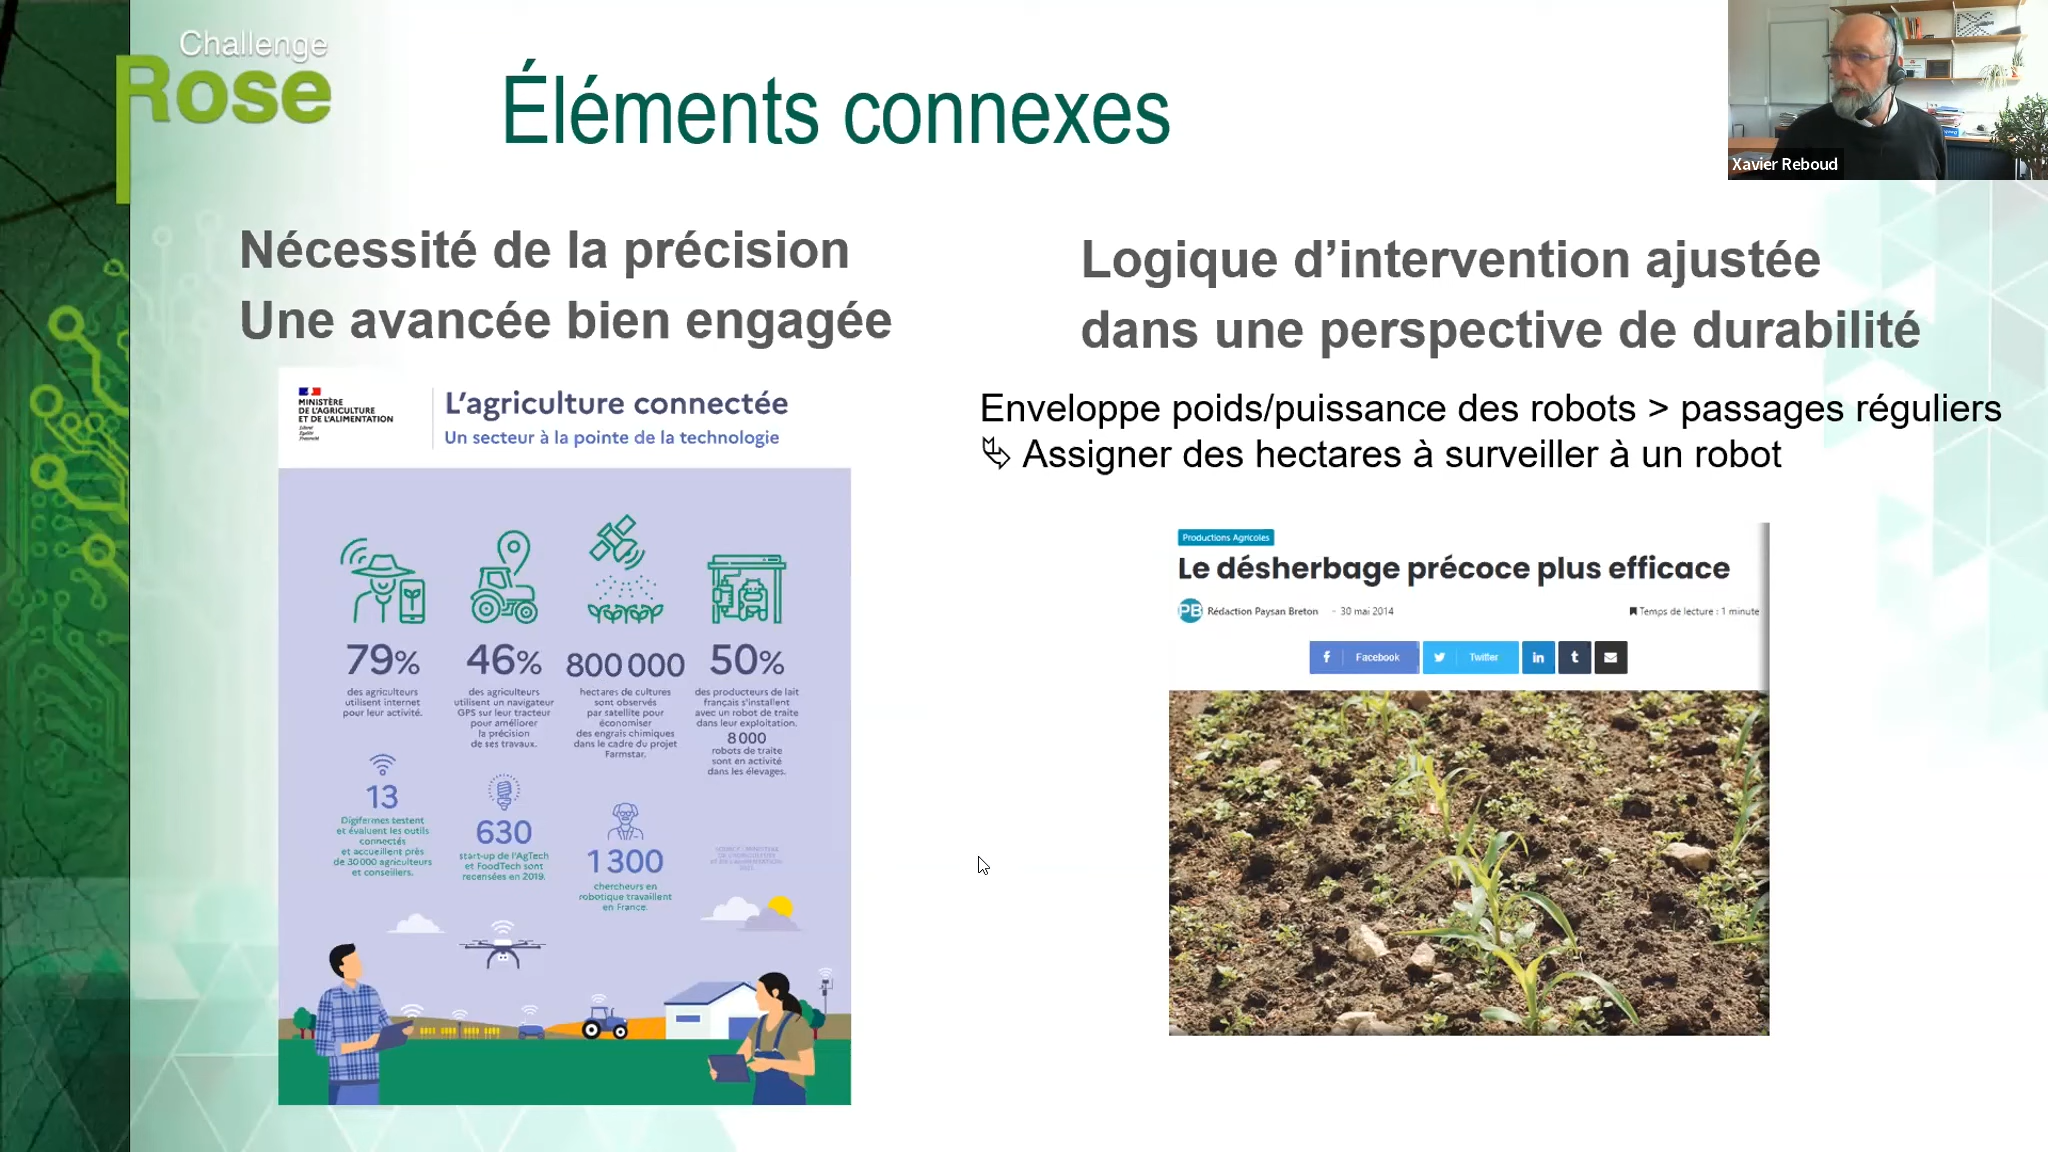 Challenge
Rose
Éléments connexes
Xavier Reboud
Nécessité de la précision
Une avancée bien engagée
MINISTÈRE
DE L'AGRICULTURE
ET DE L'ALIMENTATION
Liberté
Égalité
Fraternité
L'agriculture connectée
Un secteur à la pointe de la technologie
79%
des agriculteurs
utilisent internet
pour leur activité.
46%
des agriculteurs
utilisent un navigateur
GPS sur leur tracteur
pour améliorer
la précision
de ses travaux.
800 000
hectares de cultures
sont observés
par satellite pour
économiser
des engrais chimiques
dans le cadre du projet
Farmstar.
50%
des producteurs de lait
français s'installent
avec un robot de traite
dans leur exploitation.
8 000
robots de traite
sont en activité
dans les élevages.
13
Digifermes testent
et évaluent les outils
connectés
et accueillent près
de 30 000 agriculteurs
et conseillers.
630
start-up de l'AgTech
et FoodTech sont
recensées en 2019.
1 300
chercheurs en
robotique travaillent
en France.
Logique d'intervention ajustée
dans une perspective de durabilité
Enveloppe poids/puissance des robots > passages réguliers
Assigner des hectares à surveiller à un robot
Productions Agricoles
Le désherbage précoce plus efficace
PB Rédaction Paysan Breton - 30 mai 2014
Temps de lecture : 1 minute
Facebook
Twitter
in
t